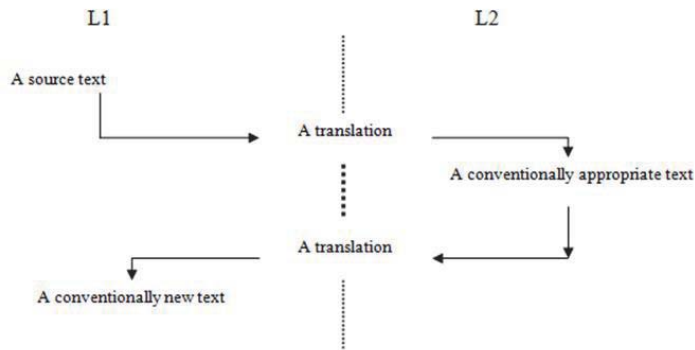 L1
L2
A source text
A translation
A conventionally appropriate text
A translation
A conventionally new text